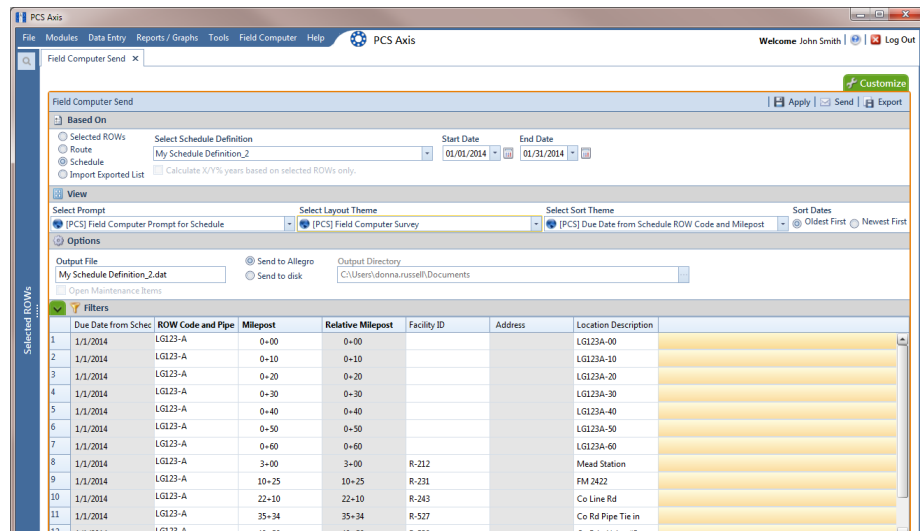 PCS Axis
File Modules Data Entry Reports / Graphs Tools Field Computer Help PCS Axis Welcome John Smith Log Out
Field Computer Send
Customize
Field Computer Send Apply Send Export
Based On
Selected ROWs Select Schedule Definition Start Date End Date
Route
My Schedule Definition_2 01/01/2014 01/31/2014
Schedule
Import Exported List Calculate X/Y% years based on selected ROWs only.
View
Select Prompt Select Layout Theme Select Sort Theme Sort Dates
[PCS] Field Computer Prompt for Schedule [PCS] Field Computer Survey [PCS] Due Date from Schedule ROW Code and Milepost Oldest First Newest First
Options
Output File Send to Allegro Output Directory
My Schedule Definition_2.dat Send to disk C:\Users\donna.russell\Documents
Open Maintenance Items
Selected ROWs
Filters
Due Date from Schec ROW Code and Pipe Milepost Relative Milepost Facility ID Address Location Description
1 1/1/2014 LG123-A 0+00 0+00 LG123A-00
2 1/1/2014 LG123-A 0+10 0+10 LG123A-10
3 1/1/2014 LG123-A 0+20 0+20 LG123A-20
4 1/1/2014 LG123-A 0+30 0+30 LG123A-30
5 1/1/2014 LG123-A 0+40 0+40 LG123A-40
6 1/1/2014 LG123-A 0+50 0+50 LG123A-50
7 1/1/2014 LG123-A 0+60 0+60 LG123A-60
8 1/1/2014 LG123-A 3+00 3+00 R-212 Mead Station
9 1/1/2014 LG123-A 10+25 10+25 R-231 FM 2422
10 1/1/2014 LG123-A 22+10 22+10 R-243 Co Line Rd
11 1/1/2014 LG123-A 35+34 35+34 R-527 Co Rd Pipe Tie in
LG123-A